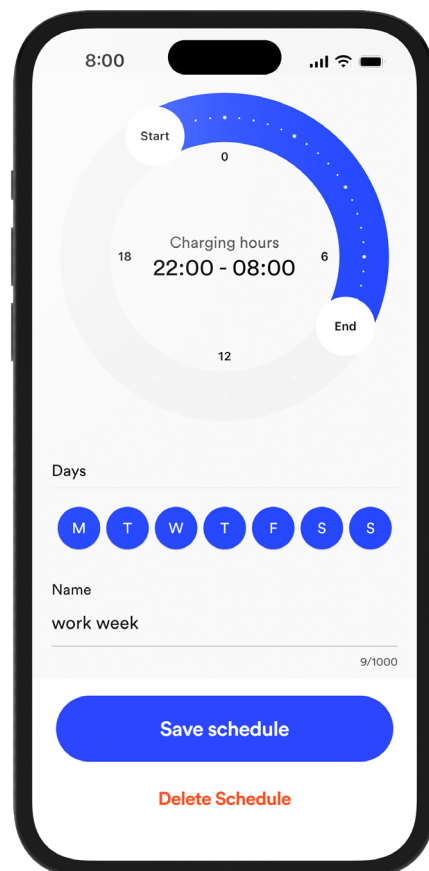 8:00
Start
0
Charging hours
18
22:00 - 08:00
6
End
12
Days
M T W T F S S
Name
work week
9/1000
Save schedule
Delete Schedule